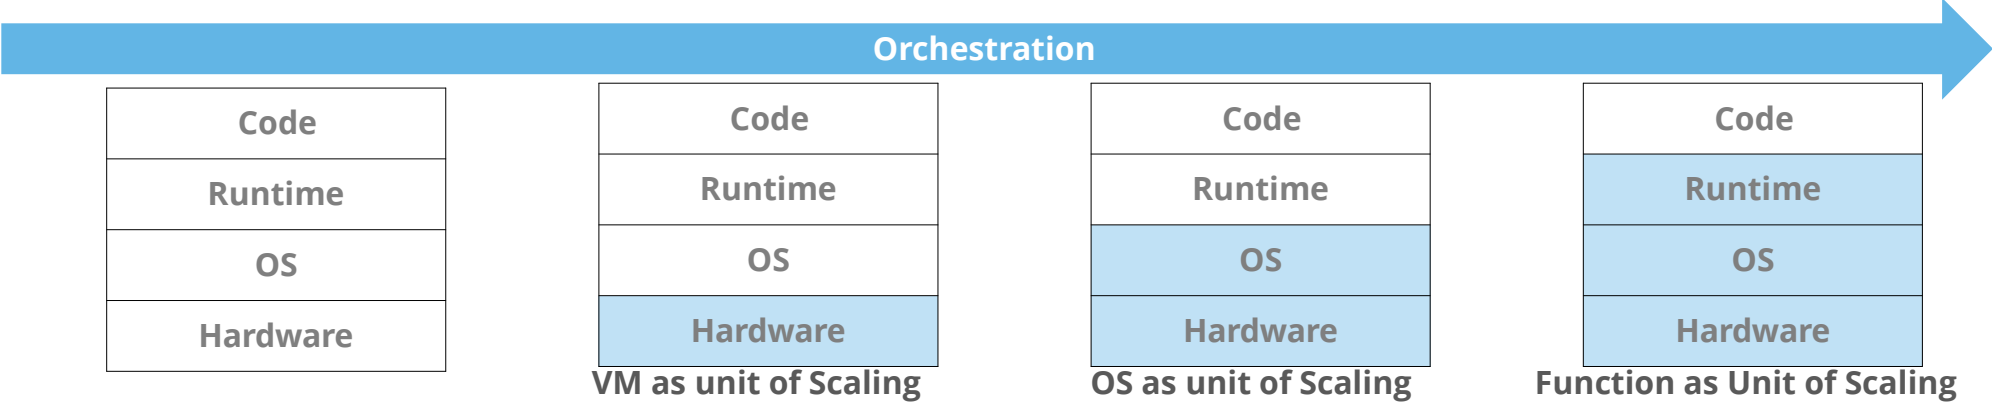 Orchestration
Code
Runtime
OS
Hardware
Code
Runtime
OS
Hardware
VM as unit of Scaling
Code
Runtime
OS
Hardware
OS as unit of Scaling
Code
Runtime
OS
Hardware
Function as Unit of Scaling